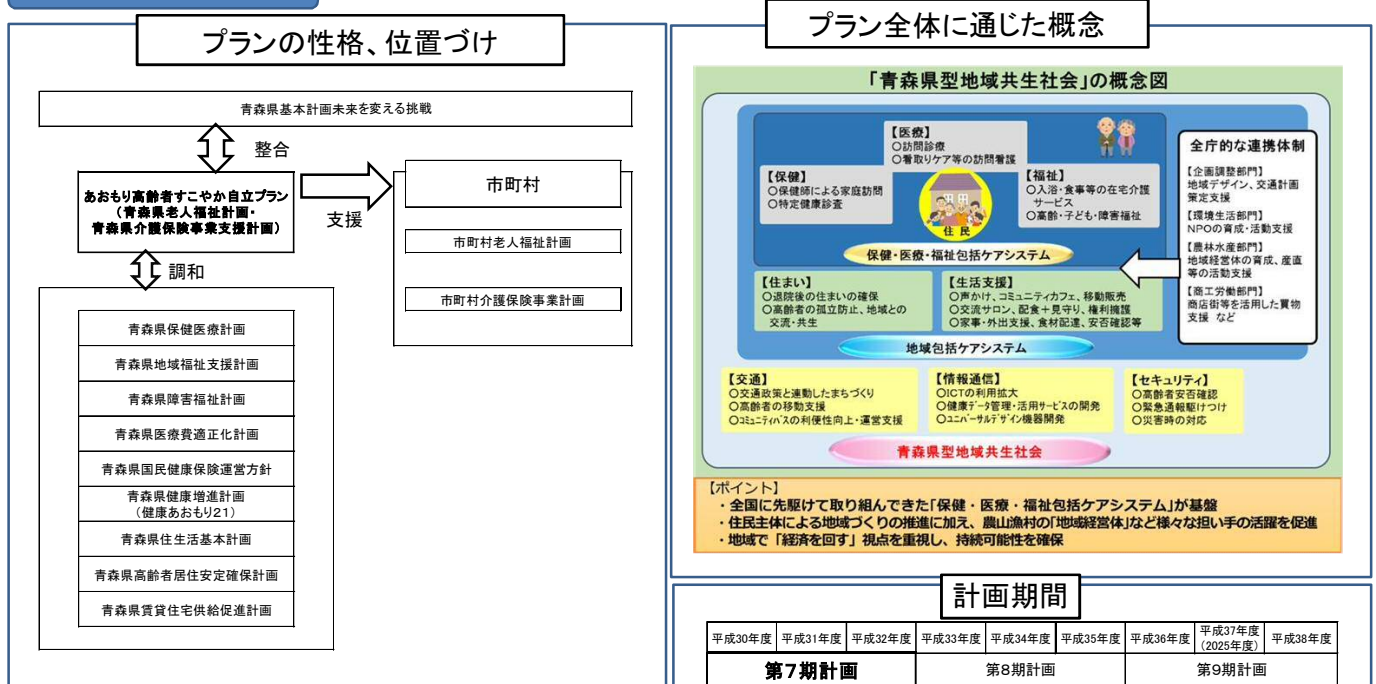 プランの性格、位置づけ
青森県基本計画未来を変える挑戦
整合
あおもり高齢者すこやか自立プラン
（青森県老人福祉計画・
青森県介護保険事業支援計画）
支援
市町村
市町村老人福祉計画
市町村介護保険事業計画
調和
青森県保健医療計画
青森県地域福祉支援計画
青森県障害福祉計画
青森県医療費適正化計画
青森県国民健康保険運営方針
青森県健康増進計画
（健康あおもり２１）
青森県住生活基本計画
青森県高齢者居住安定確保計画
青森県賃貸住宅供給促進計画
プラン全体に通じた概念
「青森県型地域共生社会」の概念図
【医療】
○訪問診療
○看取りケア等の訪問看護
【保健】
○保健師による家庭訪問
○特定健康診査
【福祉】
○入浴・食事等の在宅介護
サービス
○高齢・子ども・障害福祉
住民
保健・医療・福祉包括ケアシステム
【住まい】
○退院後の住まいの確保
○高齢者の孤立防止、地域との
交流・共生
【生活支援】
○声かけ、コミュニティカフェ、移動販売
○交流サロン、配食＋見守り、権利擁護
○家事・外出支援、食材配達、安否確認等
地域包括ケアシステム
全庁的な連携体制
【企画調整部門】
地域デザイン、交通計画
策定支援
【環境生活部門】
NPOの育成・活動支援
【農林水産部門】
地域経営体の育成、産直
等の活動支援
【商工労働部門】
商店街等を活用した買物
支援 など
【交通】
○交通政策と連動したまちづくり
○高齢者の移動支援
○ｺﾐｭﾆﾃｨﾊﾞｽの利便性向上・運営支援
【情報通信】
○ICTの利用拡大
○健康ﾃﾞｰﾀ管理・活用ｻｰﾋﾞｽの開発
○ﾕﾆﾊﾞｰｻﾙﾃﾞｻﾞｲﾝ機器開発
【セキュリティ】
○高齢者安否確認
○緊急通報駆けつけ
○災害時の対応
青森県型地域共生社会
【ポイント】
・全国に先駆けて取り組んできた「保健・医療・福祉包括ケアシステム」が基盤
・住民主体による地域づくりの推進に加え、農山漁村の「地域経営体」など様々な担い手の活躍を促進
・地域で「経済を回す」視点を重視し、持続可能性を確保
計画期間
平成30年度 平成31年度 平成32年度 平成33年度 平成34年度 平成35年度 平成36年度 平成37年度（2025年度） 平成38年度
第７期計画 第８期計画 第９期計画